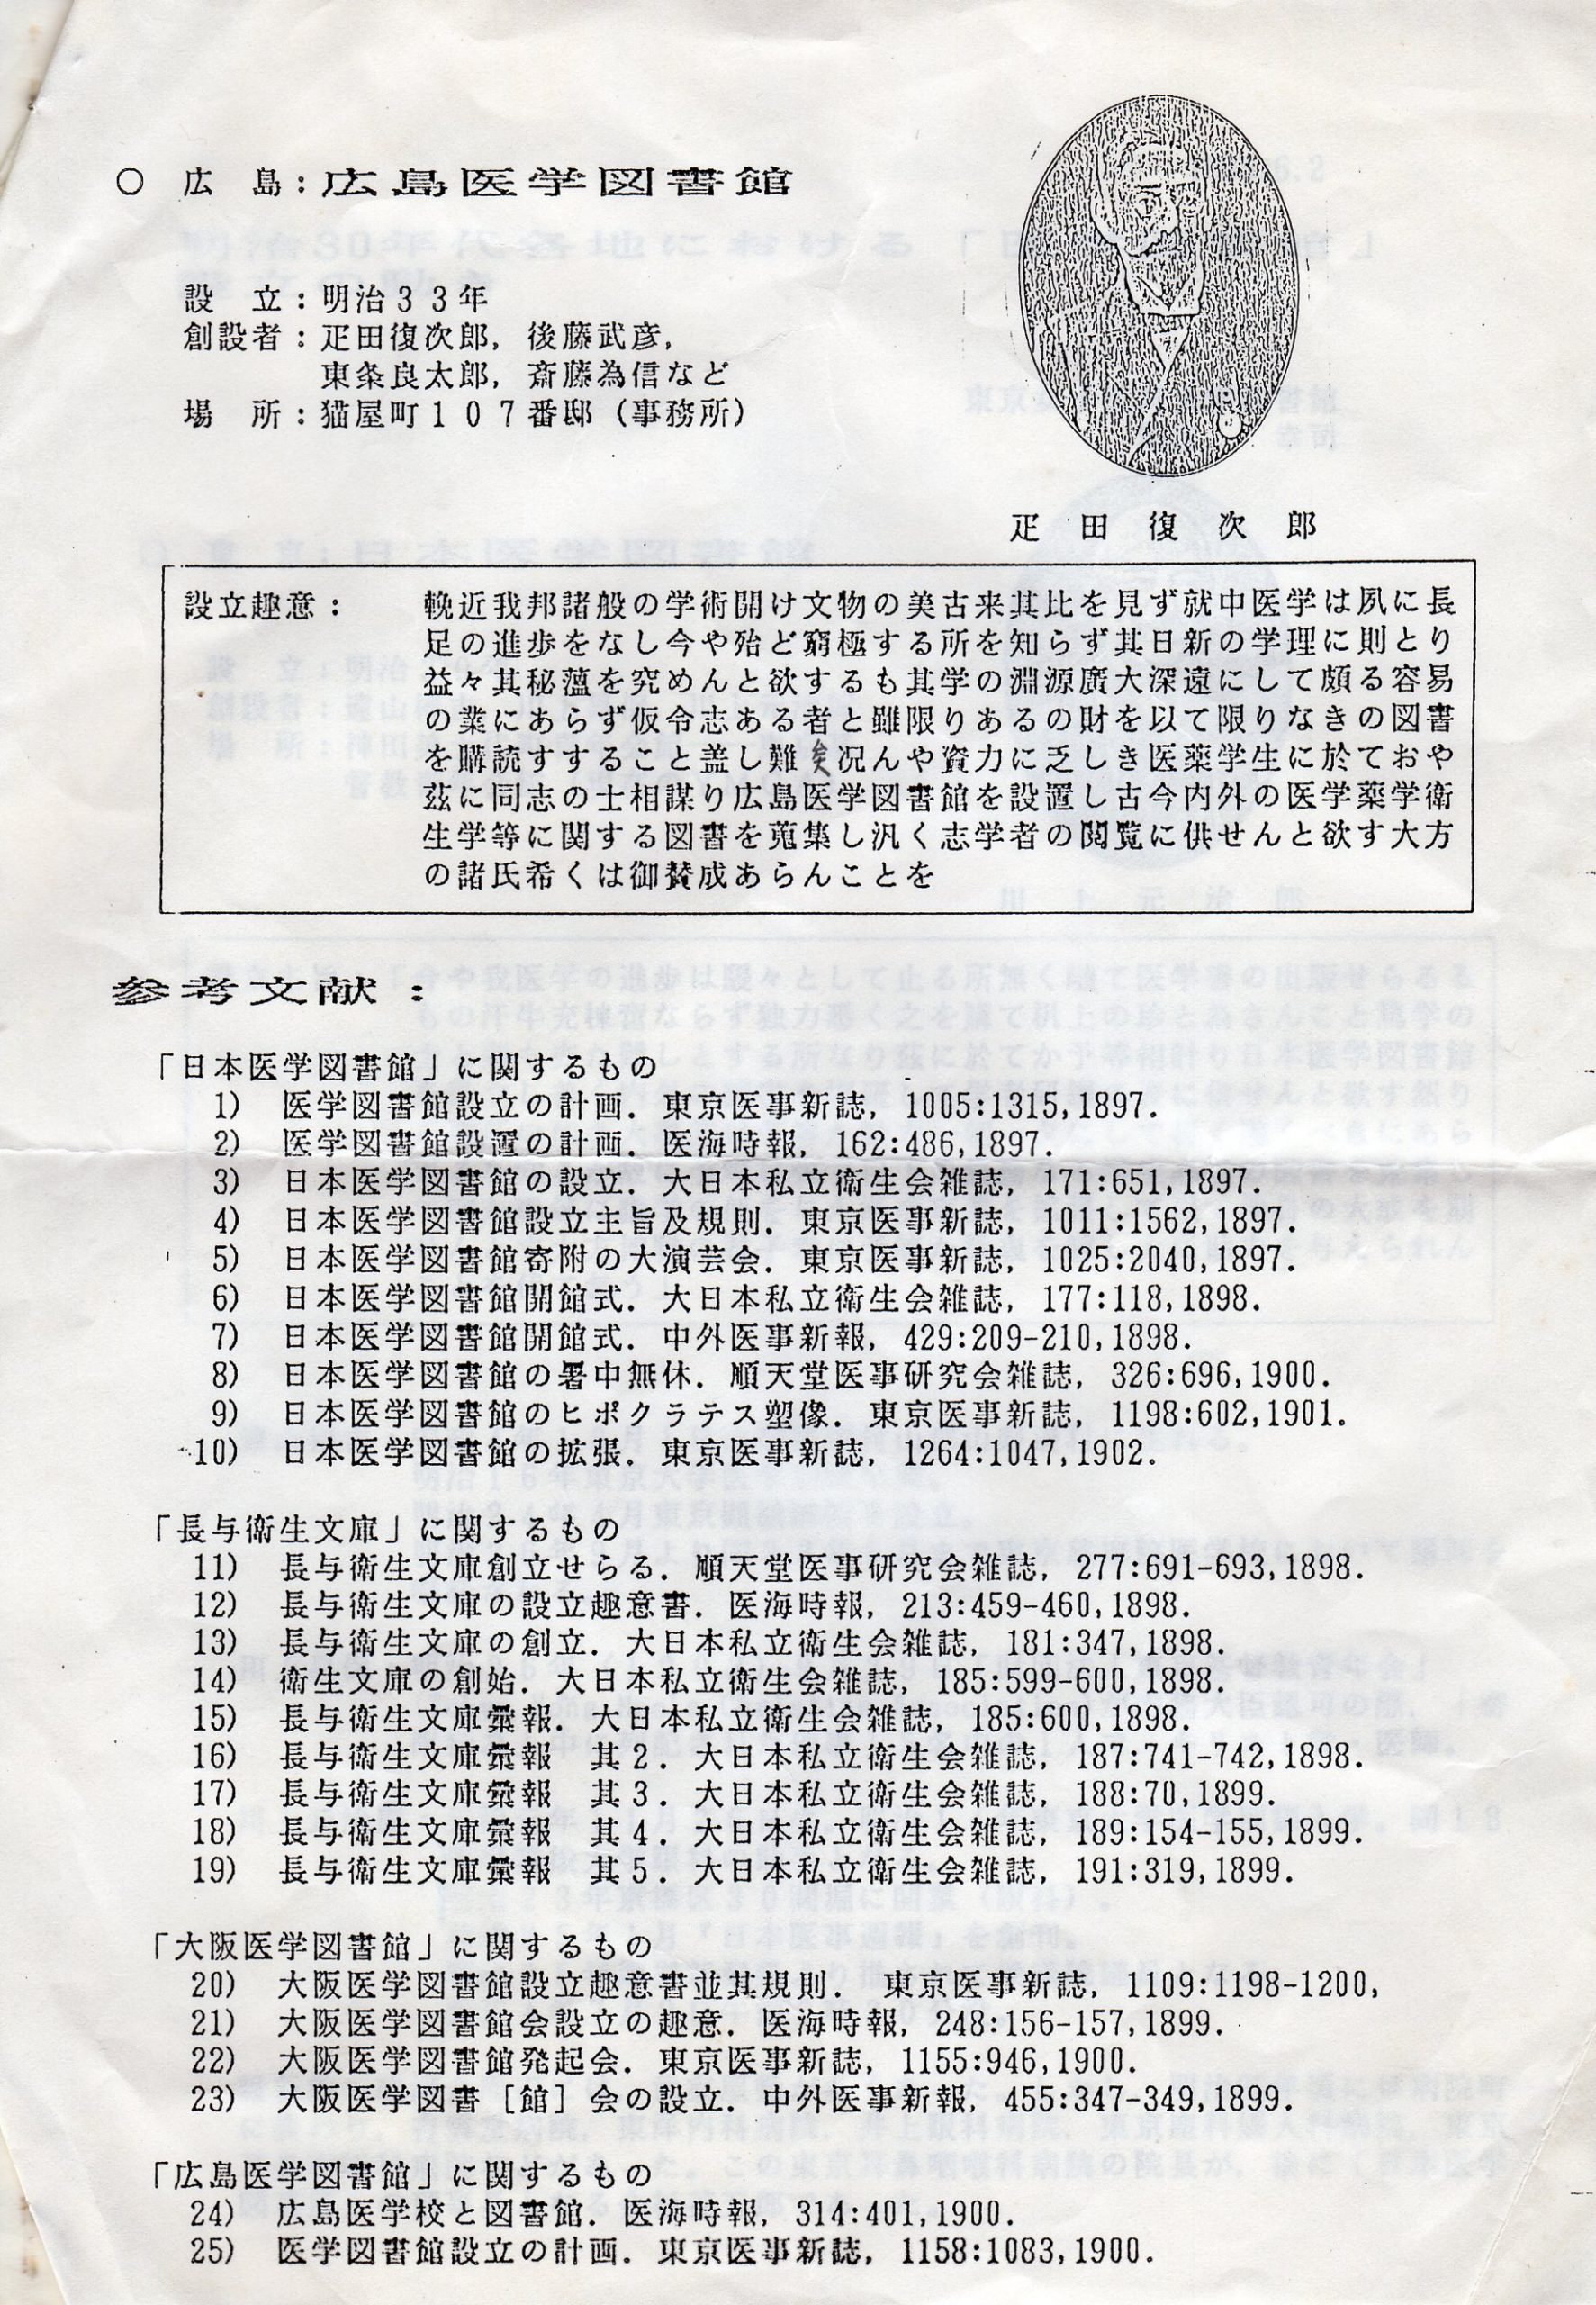 ○ 広　島：広島医学図書館
設　立：明治３３年
創設者：疋田復次郎，後藤武彦，
東条良太郎，斎藤為信など
場　所：猫屋町１０７番邸（事務所）
疋田復次郎
設立趣意：　輓近我邦諸般の学術開け文物の美古来其比を見ず就中医学は夙に長
足の進歩をなし今や殆ど窮極する所を知らず其日新の学理に則とり
益々其秘薀を究めんと欲するも其学の淵源廣大深遠にして頗る容易
の業にあらず仮令志ある者と雖限りあるの財を以て限りなきの図書
を購読すすること盖し難矣況んや資力に乏しき医薬学生に於ておや
茲に同志の士相謀り広島医学図書館を設置し古今内外の医学薬学衛
生学等に関する図書を蒐集し汎く志学者の閲覧に供せんと欲す大方
の諸氏希くは御賛成あらんことを
参考文献：
「日本医学図書館」に関するもの
1)　医学図書館設立の計画．東京医事新誌，1005:1315,1897.
2)　医学図書館設置の計画．医海時報，162:486,1897.
3)　日本医学図書館の設立．大日本私立衛生会雑誌，171:651,1897.
4)　日本医学図書館設立主旨及規則．東京医事新誌，1011:1562,1897.
5)　日本医学図書館寄附の大演芸会．東京医事新誌，1025:2040,1897.
6)　日本医学図書館開館式．大日本私立衛生会雑誌，177:118,1898.
7)　日本医学図書館開館式．中外医事新報，429:209-210,1898.
8)　日本医学図書館の暑中無休．順天堂医事研究会雑誌，326:696,1900.
9)　日本医学図書館のヒポクラテス塑像．東京医事新誌，1198:602,1901.
10)　日本医学図書館の拡張．東京医事新誌，1264:1047,1902.
「長与衛生文庫」に関するもの
11)　長与衛生文庫創立せらる．順天堂医事研究会雑誌，277:691-693,1898.
12)　長与衛生文庫の設立趣意書．医海時報，213:459-460,1898.
13)　長与衛生文庫の創立．大日本私立衛生会雑誌，181:347,1898.
14)　衛生文庫の創始．大日本私立衛生会雑誌，185:599-600,1898.
15)　長与衛生文庫彙報．大日本私立衛生会雑誌，185:600,1898.
16)　長与衛生文庫彙報　其２．大日本私立衛生会雑誌，187:741-742,1898.
17)　長与衛生文庫彙報　其３．大日本私立衛生会雑誌，188:70,1899.
18)　長与衛生文庫彙報　其４．大日本私立衛生会雑誌，189:154-155,1899.
19)　長与衛生文庫彙報　其５．大日本私立衛生会雑誌，191:319,1899.
「大阪医学図書館」に関するもの
20)　大阪医学図書館設立趣意書並其規則．　東京医事新誌，1109:1198-1200,
21)　大阪医学図書館会設立の趣意．医海時報，248:156-157,1899.
22)　大阪医学図書館発起会．東京医事新誌，1155:946,1900.
23)　大阪医学図書［館］会の設立．中外医事新報，455:347-349,1899.
「広島医学図書館」に関するもの
24)　広島医学校と図書館．医海時報，314:401,1900.
25)　医学図書館設立の計画．東京医事新誌，1158:1083,1900.